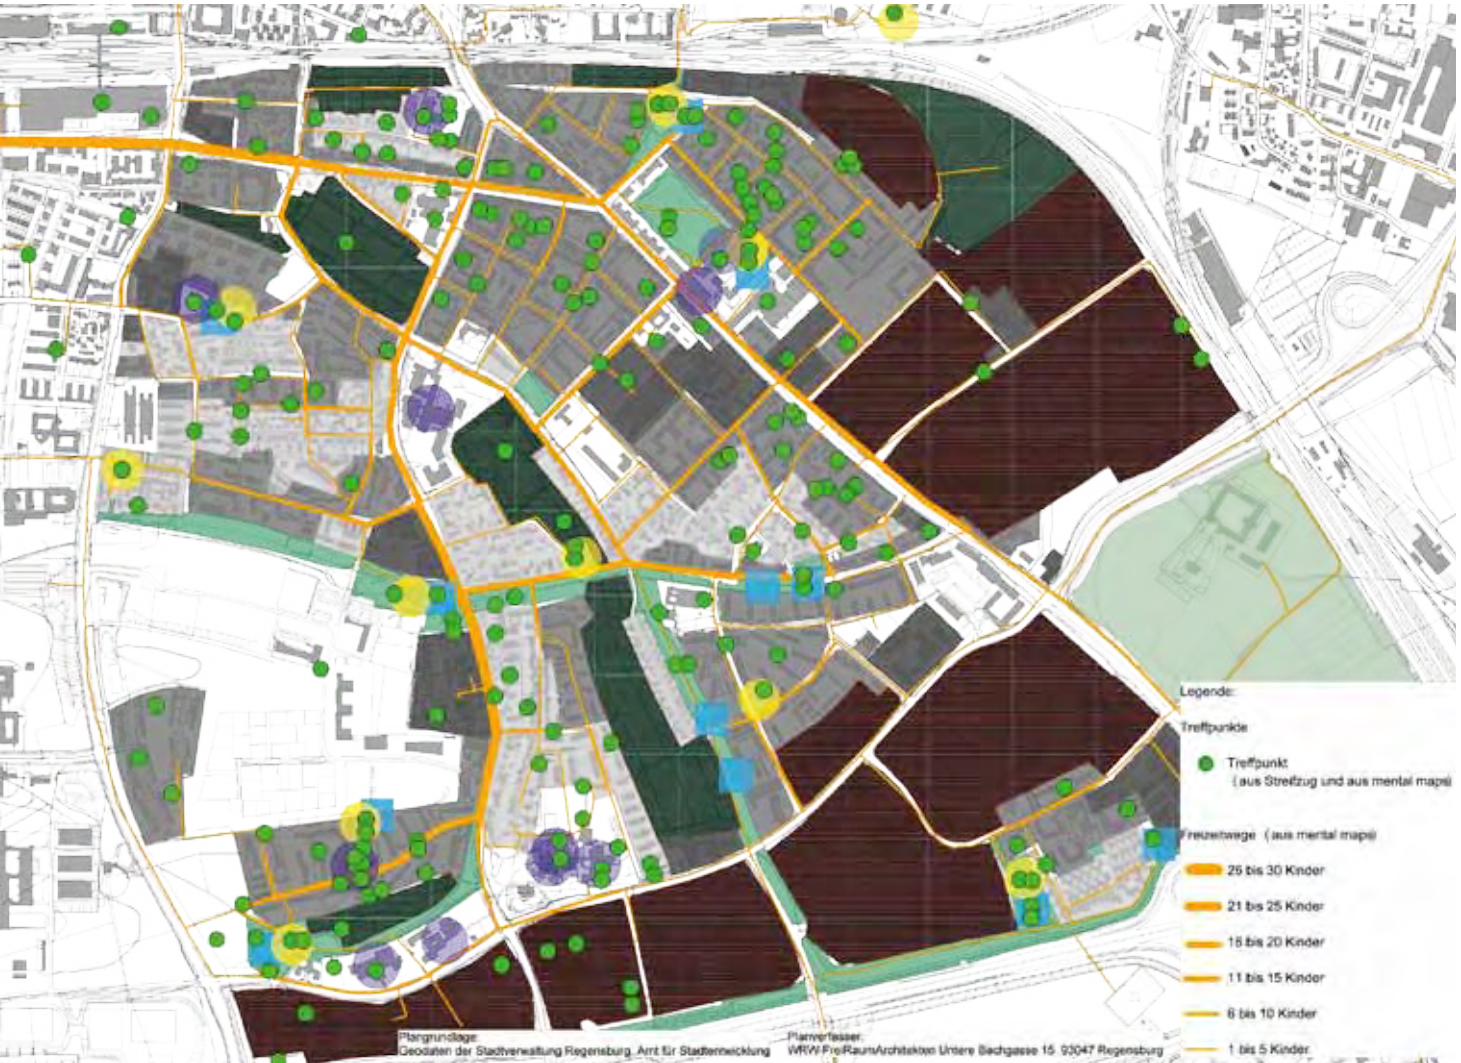 Legende:
Treffpunkte
Treffpunkt
(aus Streifzug und aus mental maps)
Freizeitwege (aus mental maps)
26 bis 30 Kinder
21 bis 25 Kinder
16 bis 20 Kinder
11 bis 15 Kinder
6 bis 10 Kinder
1 bis 5 Kinder
Plangrundlage:
Geodaten der Stadtverwaltung Regensburg, Amt für Stadtentwicklung
Planverfasser:
WRW FreiRaumArchitekten Untere Bachgasse 15 93047 Regensburg